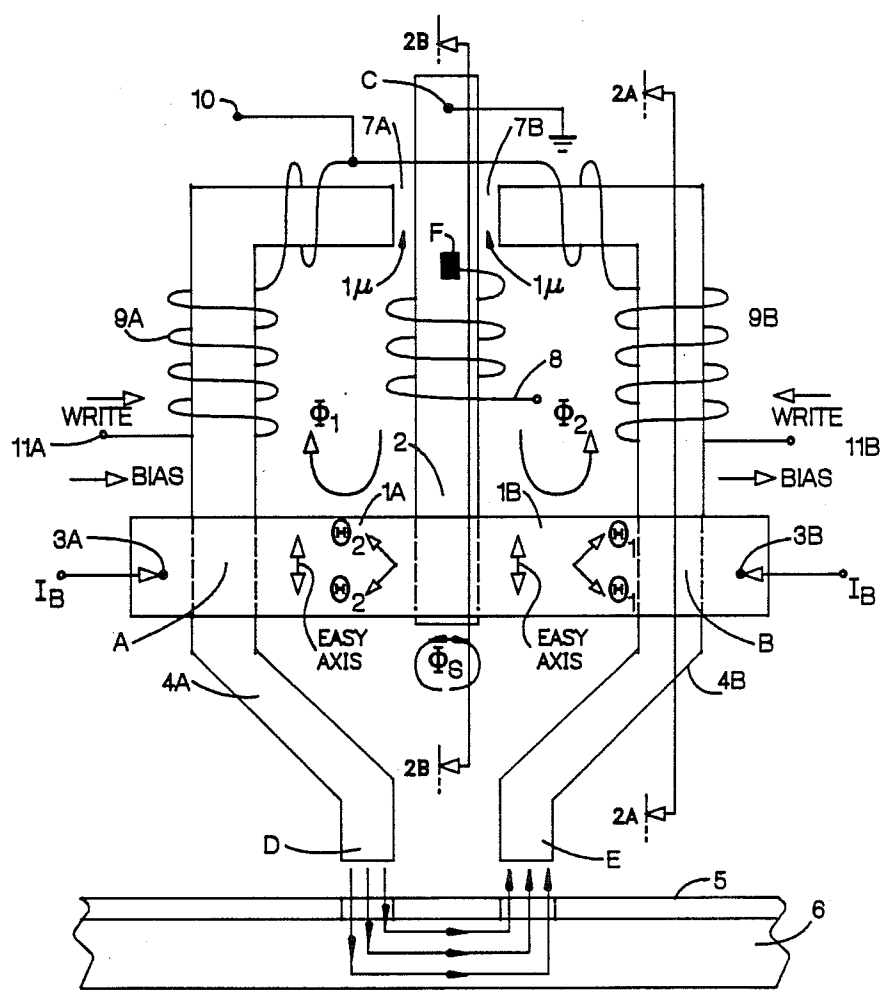 2B
C
2A
10
7A
7B
F
1μ
1μ
9A
9B
8
WRITE
Φ1
Φ2
WRITE
11A
2
11B
BIAS
BIAS
1A
1B
3A
Θ2
Θ1
3B
IB
Θ2
Θ1
IB
A
EASY AXIS
EASY AXIS
B
ΦS
4A
4B
2B
2A
D
E
5
6